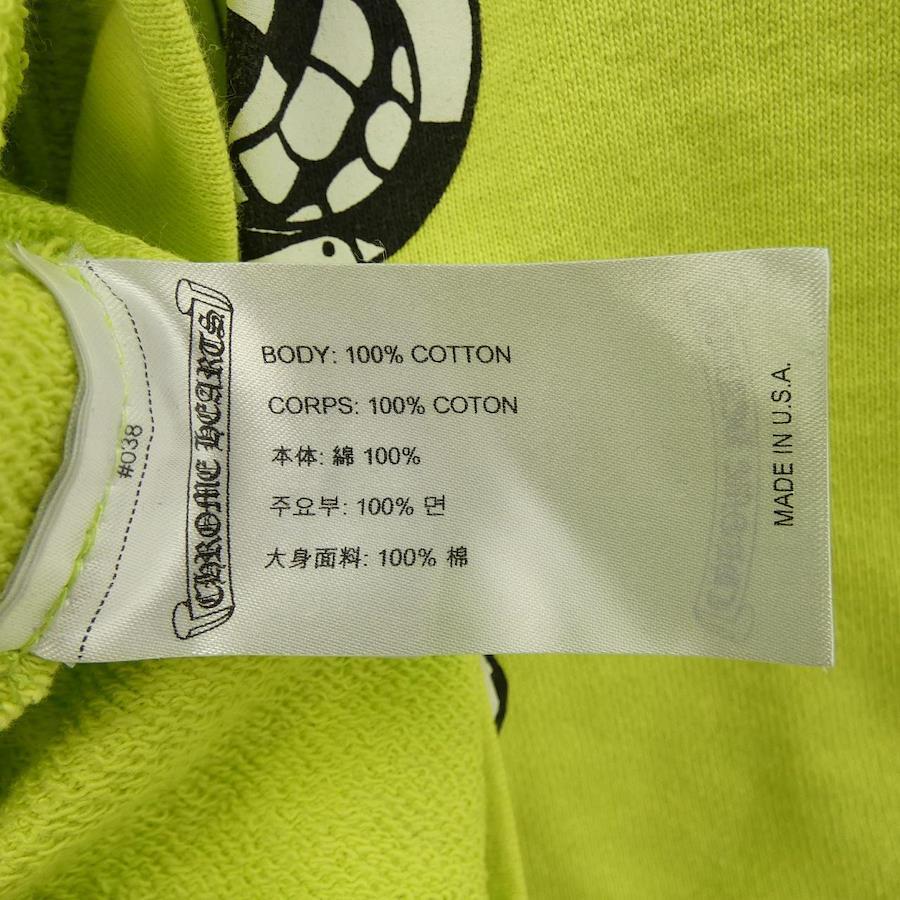 #038
CHROME HEARTS
BODY: 100% COTTON
CORPS: 100% COTON
本体: 綿 100%
주요부: 100% 면
大身面料: 100% 棉
MADE IN U.S.A.